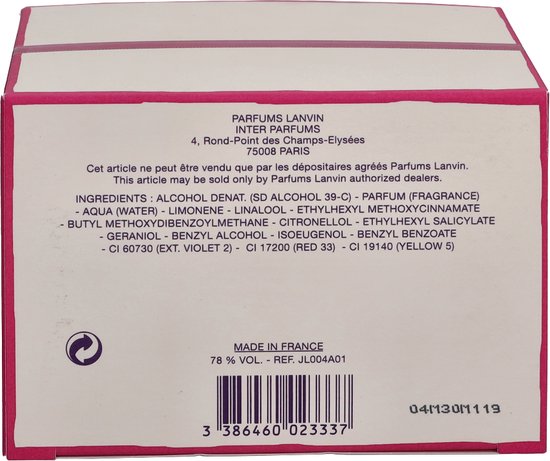 PARFUMS LANVIN
INTER PARFUMS
4, Rond-Point des Champs-Elysées
75008 PARIS
Cet article ne peut être vendu que par les dépositaires agréés Parfums Lanvin.
This article may be sold only by Parfums Lanvin authorized dealers.
INGREDIENTS : ALCOHOL DENAT. (SD ALCOHOL 39-C) - PARFUM (FRAGRANCE)
- AQUA (WATER) - LIMONENE - LINALOOL - ETHYLHEXYL METHOXYCINNAMATE
- BUTYL METHOXYDIBENZOYLMETHANE - CITRONELLOL - ETHYLHEXYL SALICYLATE
- GERANIOL - BENZYL ALCOHOL - ISOEUGENOL - BENZYL BENZOATE
- CI 60730 (EXT. VIOLET 2) - CI 17200 (RED 33) - CI 19140 (YELLOW 5)
MADE IN FRANCE
78 % VOL. - REF. JL004A01
3 386460 023337
04M30M119